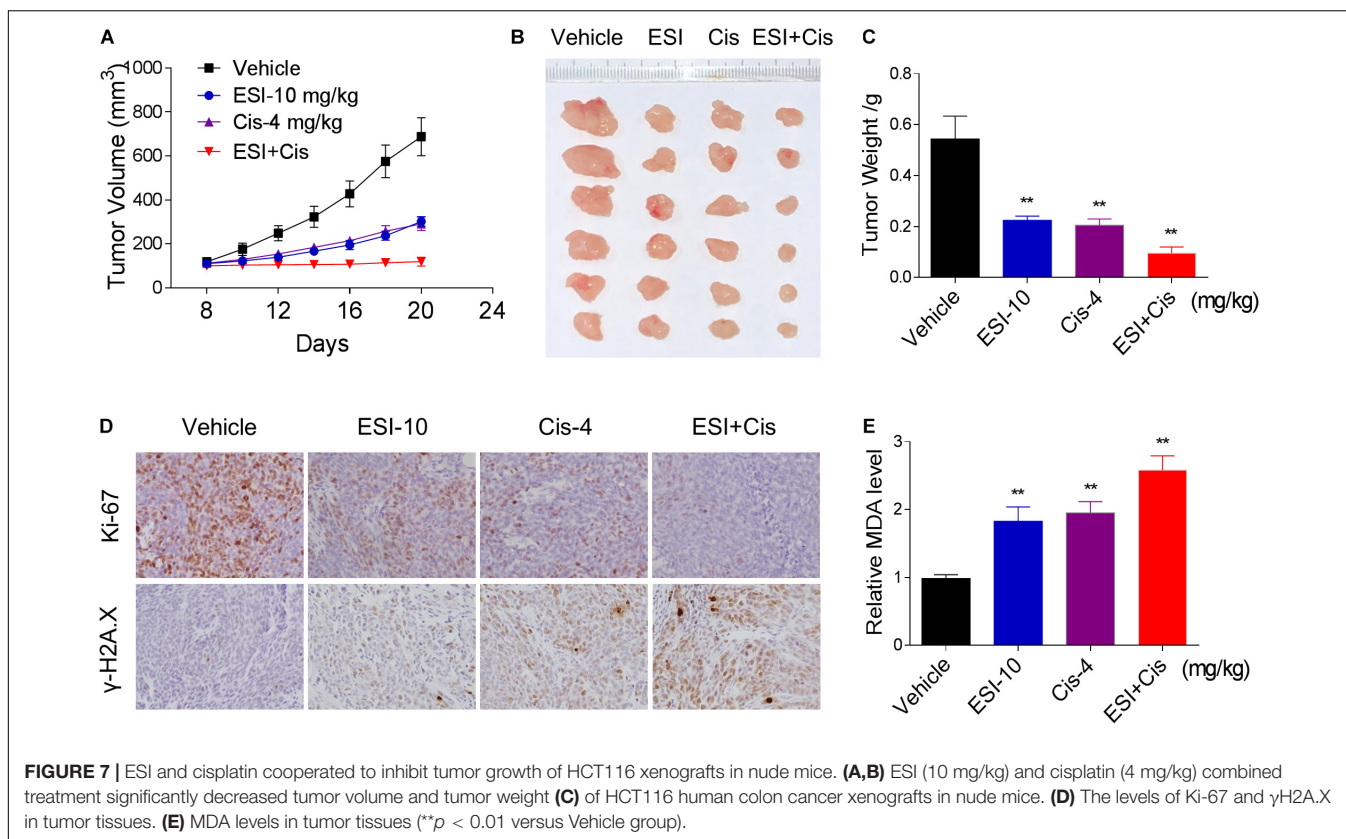 A
Tumor Volume (mm³)
1000
800
600
400
200
0
Vehicle
ESI-10 mg/kg
Cis-4 mg/kg
ESI+Cis
8 12 16 20 24
Days
B
Vehicle ESI Cis ESI+Cis
C
Tumor Weight /g
0.8
0.6
0.4
0.2
0.0
** ** **
Vehicle ESI-10 Cis-4 ESI+Cis (mg/kg)
D
Vehicle ESI-10 Cis-4 ESI+Cis
Ki-67
γ-H2A.X
E
Relative MDA level
3
2
1
0
** ** **
Vehicle ESI-10 Cis-4 ESI+Cis (mg/kg)
FIGURE 7 | ESI and cisplatin cooperated to inhibit tumor growth of HCT116 xenografts in nude mice. (A,B) ESI (10 mg/kg) and cisplatin (4 mg/kg) combined
treatment significantly decreased tumor volume and tumor weight (C) of HCT116 human colon cancer xenografts in nude mice. (D) The levels of Ki-67 and γH2A.X
in tumor tissues. (E) MDA levels in tumor tissues (**p < 0.01 versus Vehicle group).